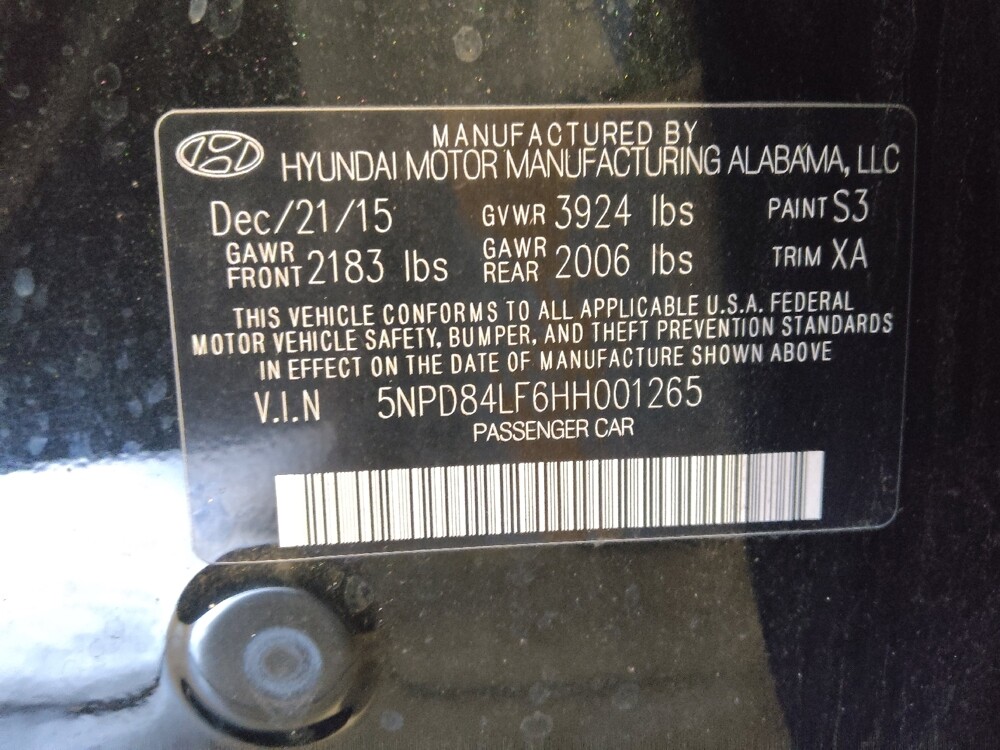 MANUFACTURED BY
HYUNDAI MOTOR MANUFACTURING ALABAMA, LLC
Dec/21/15 GVWR 3924 lbs PAINT S3
GAWR FRONT 2183 lbs GAWR REAR 2006 lbs TRIM XA
THIS VEHICLE CONFORMS TO ALL APPLICABLE U.S.A. FEDERAL
MOTOR VEHICLE SAFETY, BUMPER, AND THEFT PREVENTION STANDARDS
IN EFFECT ON THE DATE OF MANUFACTURE SHOWN ABOVE
V.I.N 5NPD84LF6HH001265
PASSENGER CAR